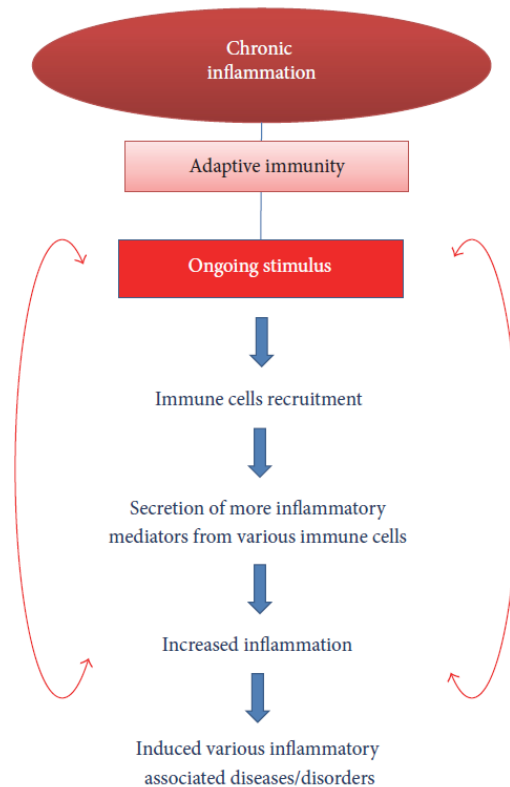 Chronic
inflammation
Adaptive immunity
Ongoing stimulus
Immune cells recruitment
Secretion of more inflammatory
mediators from various immune cells
Increased inflammation
Induced various inflammatory
associated diseases/disorders